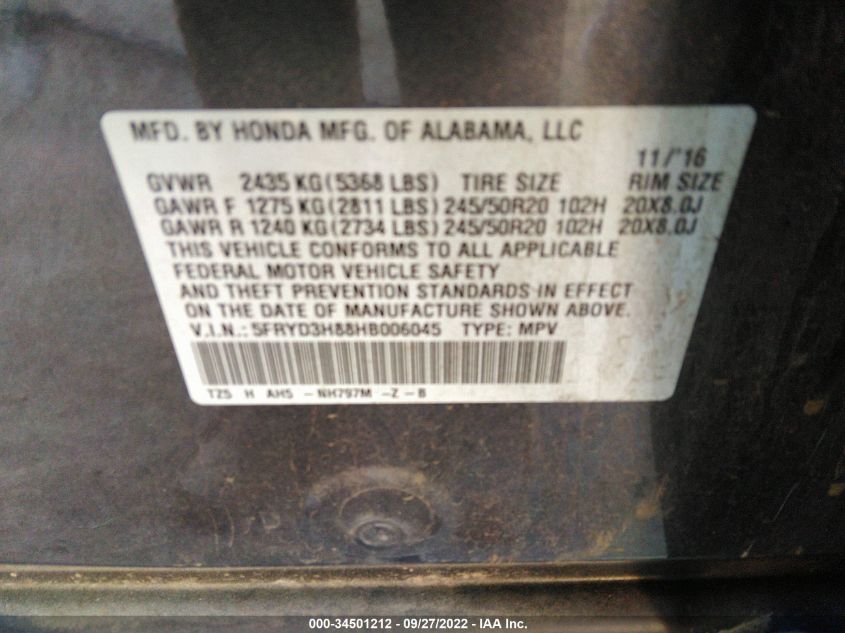 MFD. BY HONDA MFG. OF ALABAMA, LLC
11/'16
GVWR 2435 KG(5368 LBS) TIRE SIZE RIM SIZE
GAWR F 1275 KG(2811 LBS) 245/50R20 102H 20X8.0J
GAWR R 1240 KG(2734 LBS) 245/50R20 102H 20X8.0J
THIS VEHICLE CONFORMS TO ALL APPLICABLE
FEDERAL MOTOR VEHICLE SAFETY
AND THEFT PREVENTION STANDARDS IN EFFECT
ON THE DATE OF MANUFACTURE SHOWN ABOVE.
V.I.N.: 5FRYD3H88HB006045 TYPE: MPV
TZ5 H AH5 - NH797M - Z - B
000-34501212 - 09/27/2022 - IAA Inc.